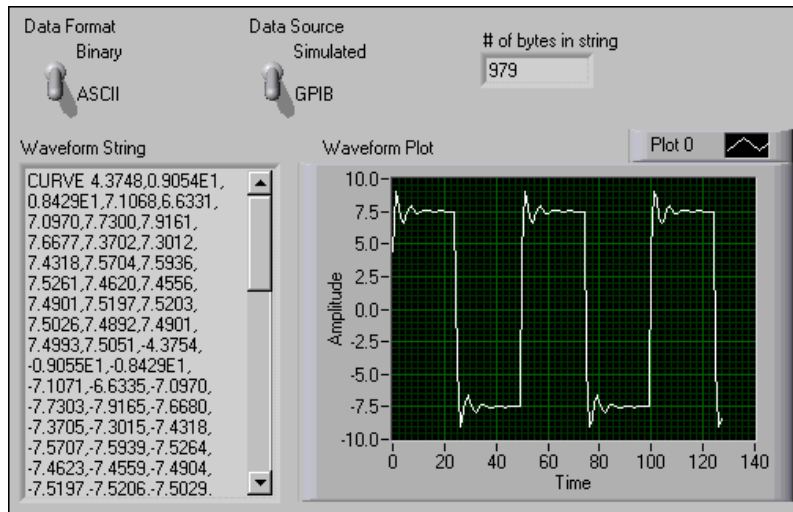 Data Format
Binary
ASCII
Data Source
Simulated
GPIB
# of bytes in string
979
Waveform String
CURVE 4.3748,0.9054E1,
0.8429E1,7.1068,6.6331,
7.0970,7.7300,7.9161,
7.6677,7.3702,7.3012,
7.4318,7.5704,7.5936,
7.5261,7.4620,7.4556,
7.4901,7.5197,7.5203,
7.5026,7.4892,7.4901,
7.4993,7.5051,-4.3754,
-0.9055E1,-0.8429E1,
-7.1071,-6.6335,-7.0970,
-7.7303,-7.9165,-7.6680,
-7.3705,-7.3015,-7.4318,
-7.5707,-7.5939,-7.5264,
-7.4623,-7.4559,-7.4904,
-7.5197,-7.5206,-7.5029,
Waveform Plot
Plot 0
10.0
7.5
5.0
2.5
0.0
-2.5
-5.0
-7.5
-10.0
Amplitude
0 20 40 60 80 100 120 140
Time